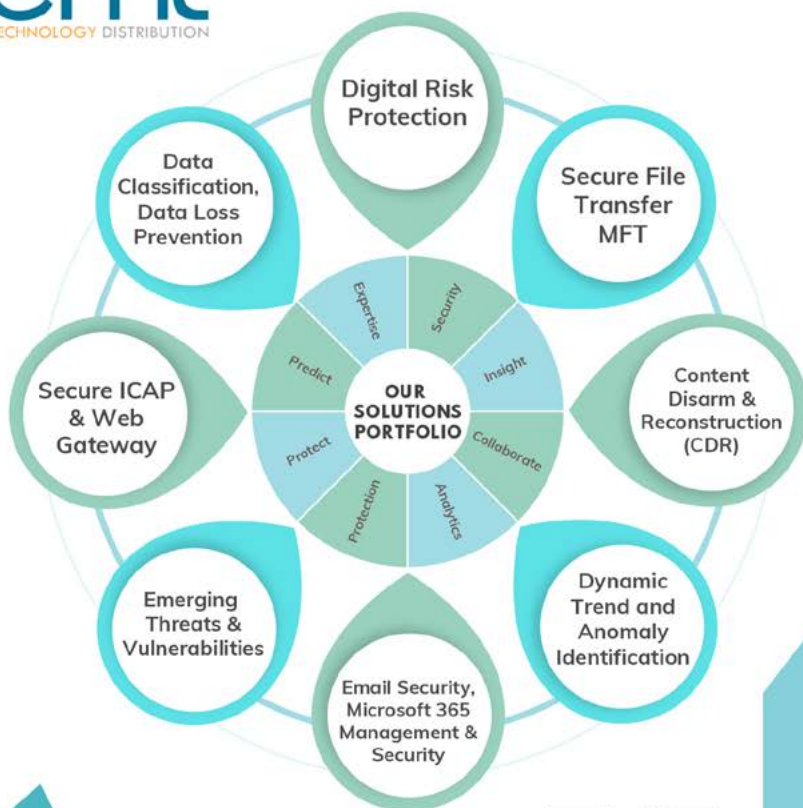 TECHNOLOGY DISTRIBUTION
Digital Risk
Protection
Data
Classification,
Data Loss
Prevention
Secure File
Transfer
MFT
Expertise
Security
Predict
Insight
Secure ICAP
& Web
Gateway
OUR
SOLUTIONS
PORTFOLIO
Content
Disarm &
Reconstruction
(CDR)
Protect
Collaborate
Protection
Analytics
Emerging
Threats &
Vulnerabilities
Dynamic
Trend and
Anomaly
Identification
Email Security,
Microsoft 365
Management &
Security